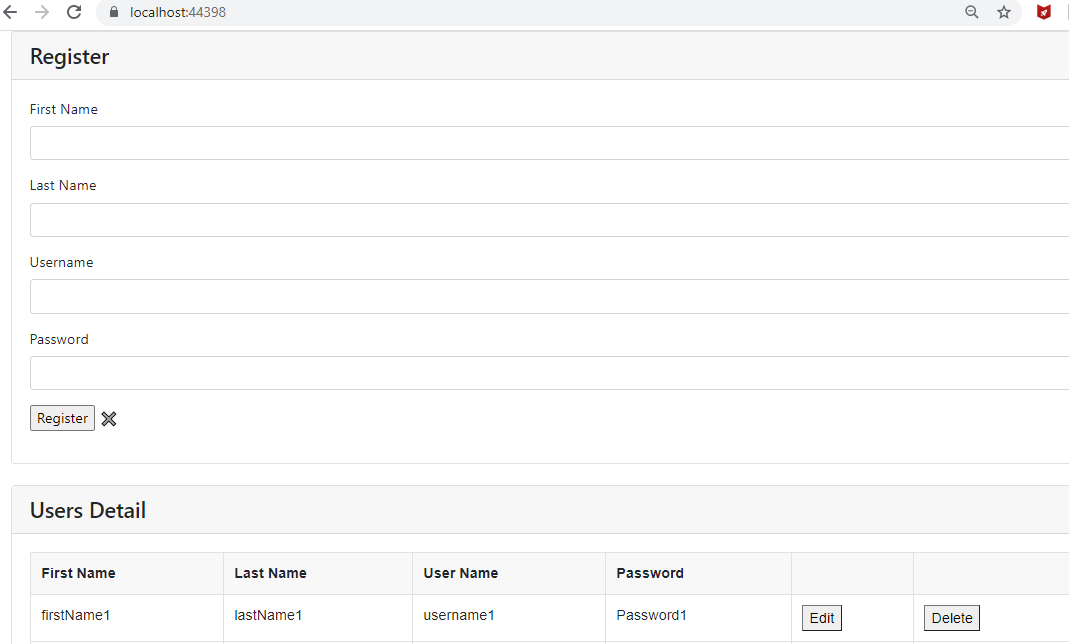 localhost:44398
Register
First Name
Last Name
Username
Password
Register
Users Detail
First Name Last Name User Name Password
firstName1 lastName1 username1 Password1 Edit Delete